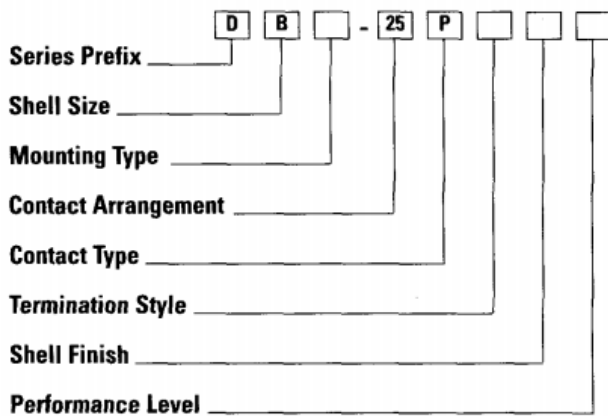 D B - 25 P
Series Prefix
Shell Size
Mounting Type
Contact Arrangement
Contact Type
Termination Style
Shell Finish
Performance Level